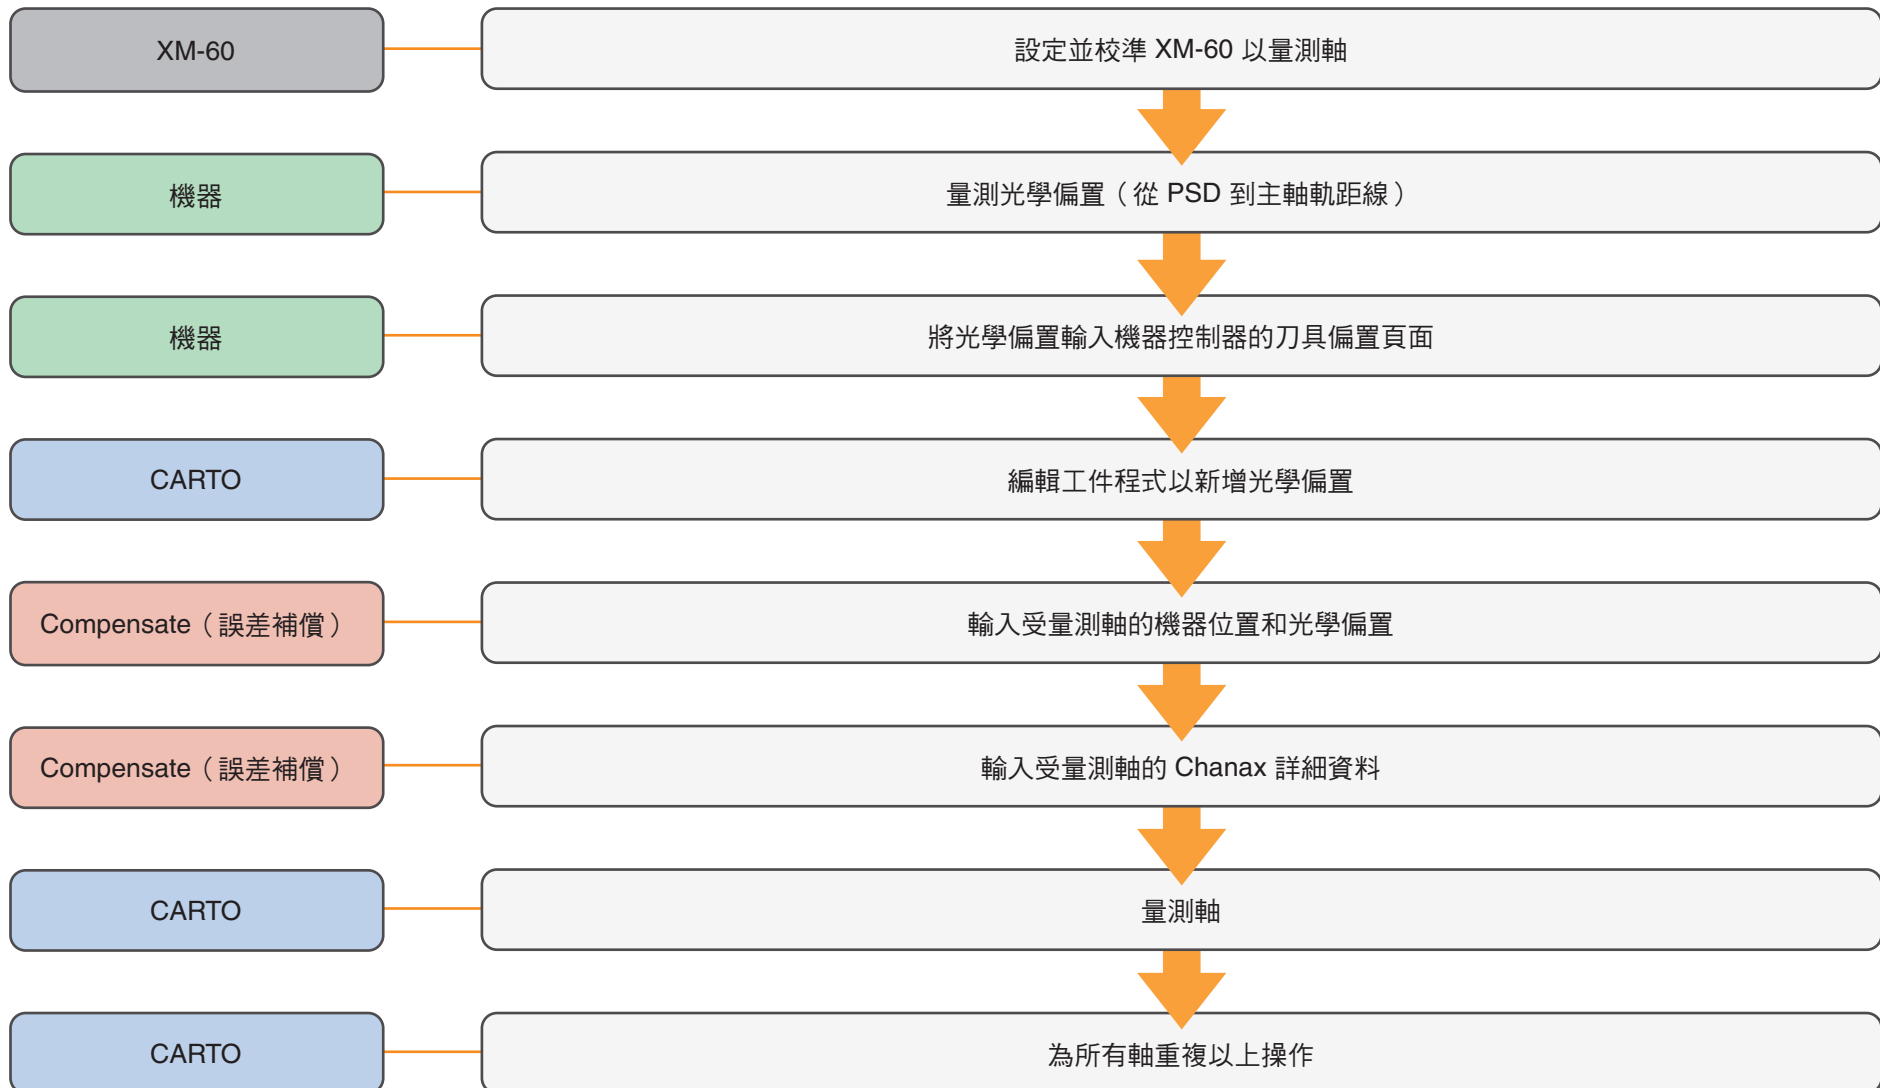 XM-60
設定並校準 XM-60 以量測軸
機器
量測光學偏置（從 PSD 到主軸軌距線）
機器
將光學偏置輸入機器控制器的刀具偏置頁面
CARTO
編輯工件程式以新增光學偏置
Compensate（誤差補償）
輸入受量測軸的機器位置和光學偏置
Compensate（誤差補償）
輸入受量測軸的 Chanax 詳細資料
CARTO
量測軸
CARTO
為所有軸重複以上操作